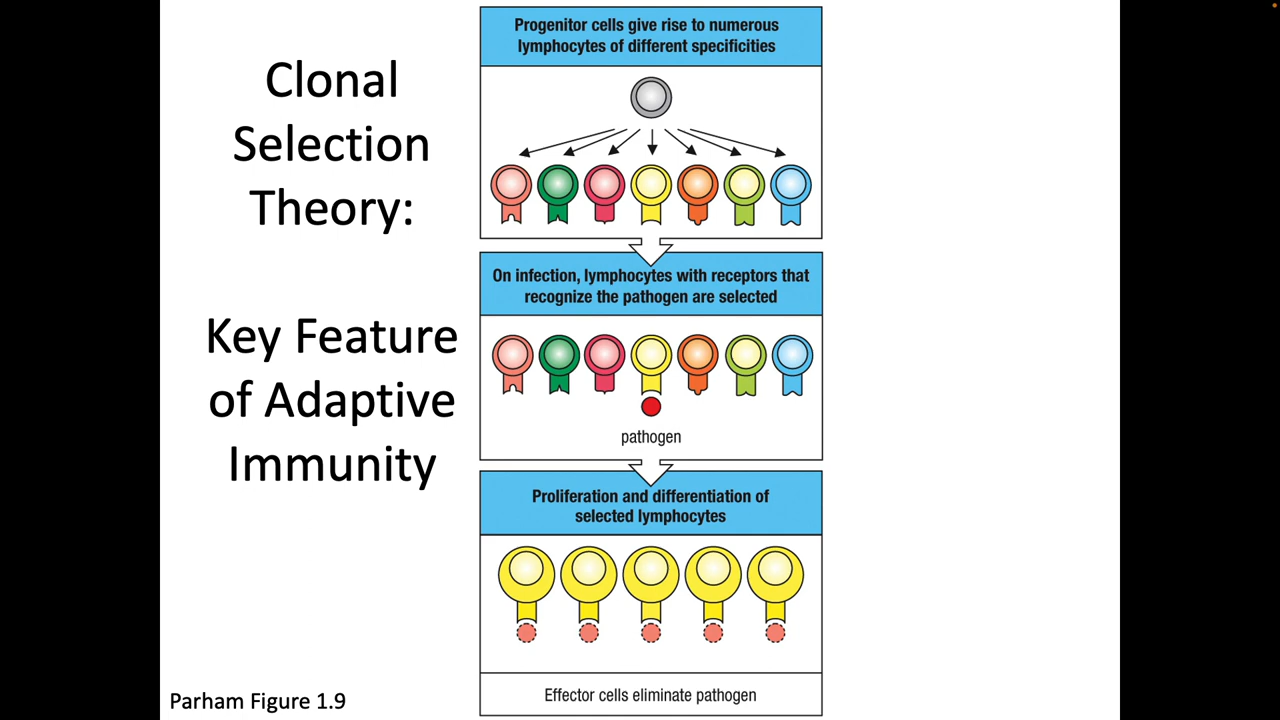 Clonal
Selection
Theory:
Key Feature
of Adaptive
Immunity
Progenitor cells give rise to numerous
lymphocytes of different specificities
On infection, lymphocytes with receptors that
recognize the pathogen are selected
pathogen
Proliferation and differentiation of
selected lymphocytes
Effector cells eliminate pathogen
Parham Figure 1.9